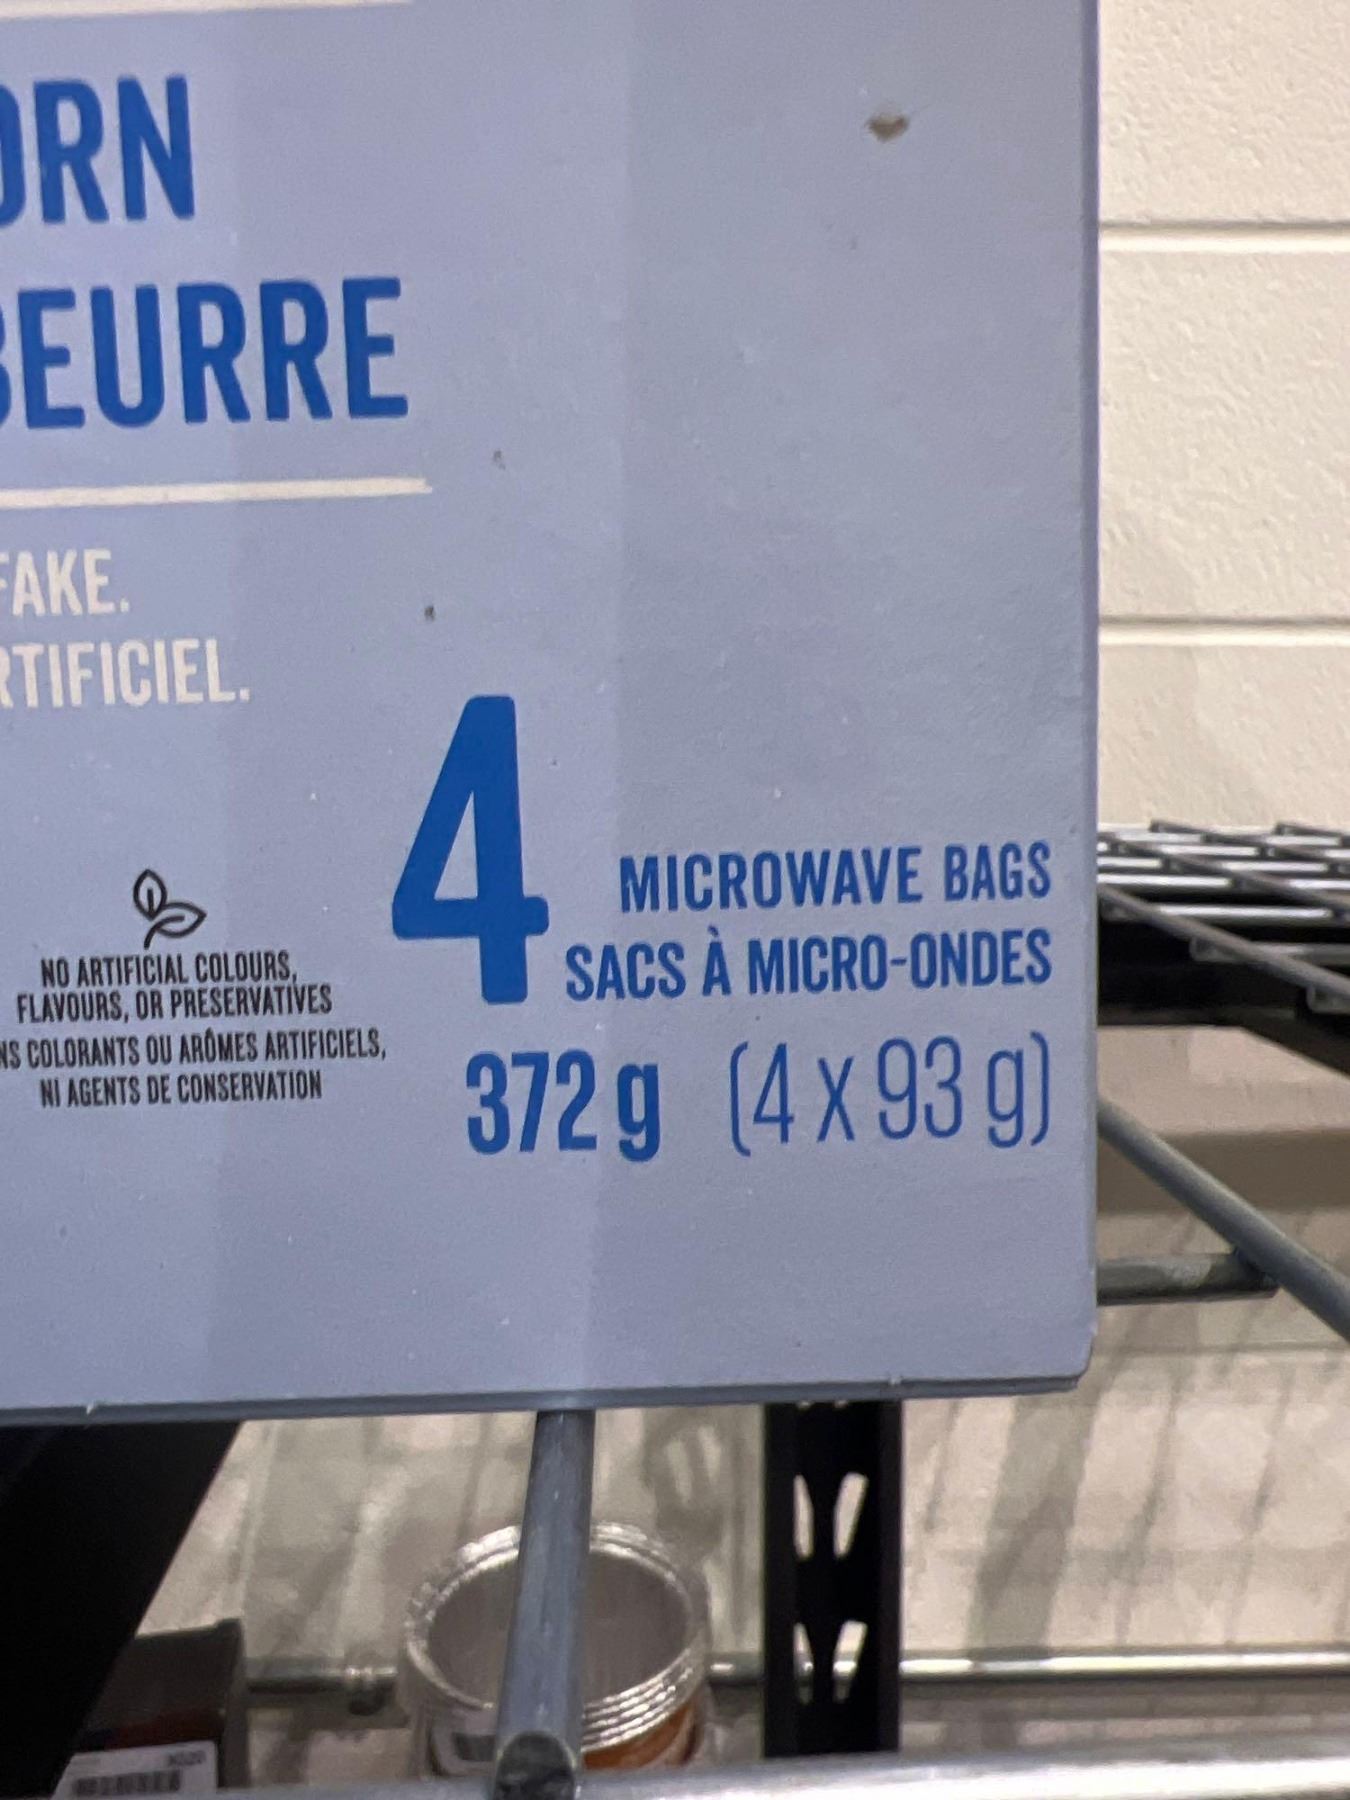 ORN
BEURRE
FAKE.
RTIFICIEL.
4
MICROWAVE BAGS
SACS À MICRO-ONDES
372 g (4 x 93 g)
NO ARTIFICIAL COLOURS,
FLAVOURS, OR PRESERVATIVES
NS COLORANTS OU ARÔMES ARTIFICIELS,
NI AGENTS DE CONSERVATION